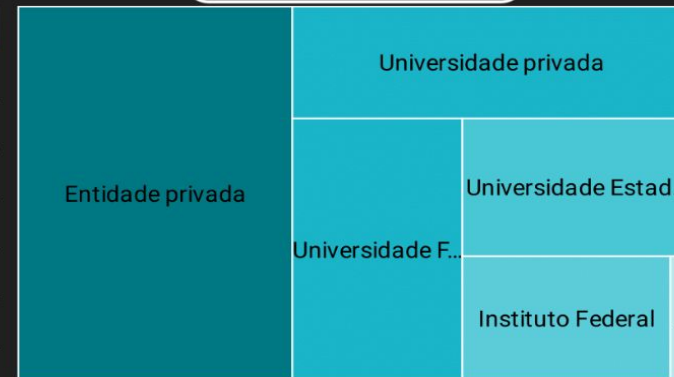 Universidade privada
Entidade privada
Universidade Estad
Universidade F...
Instituto Federal